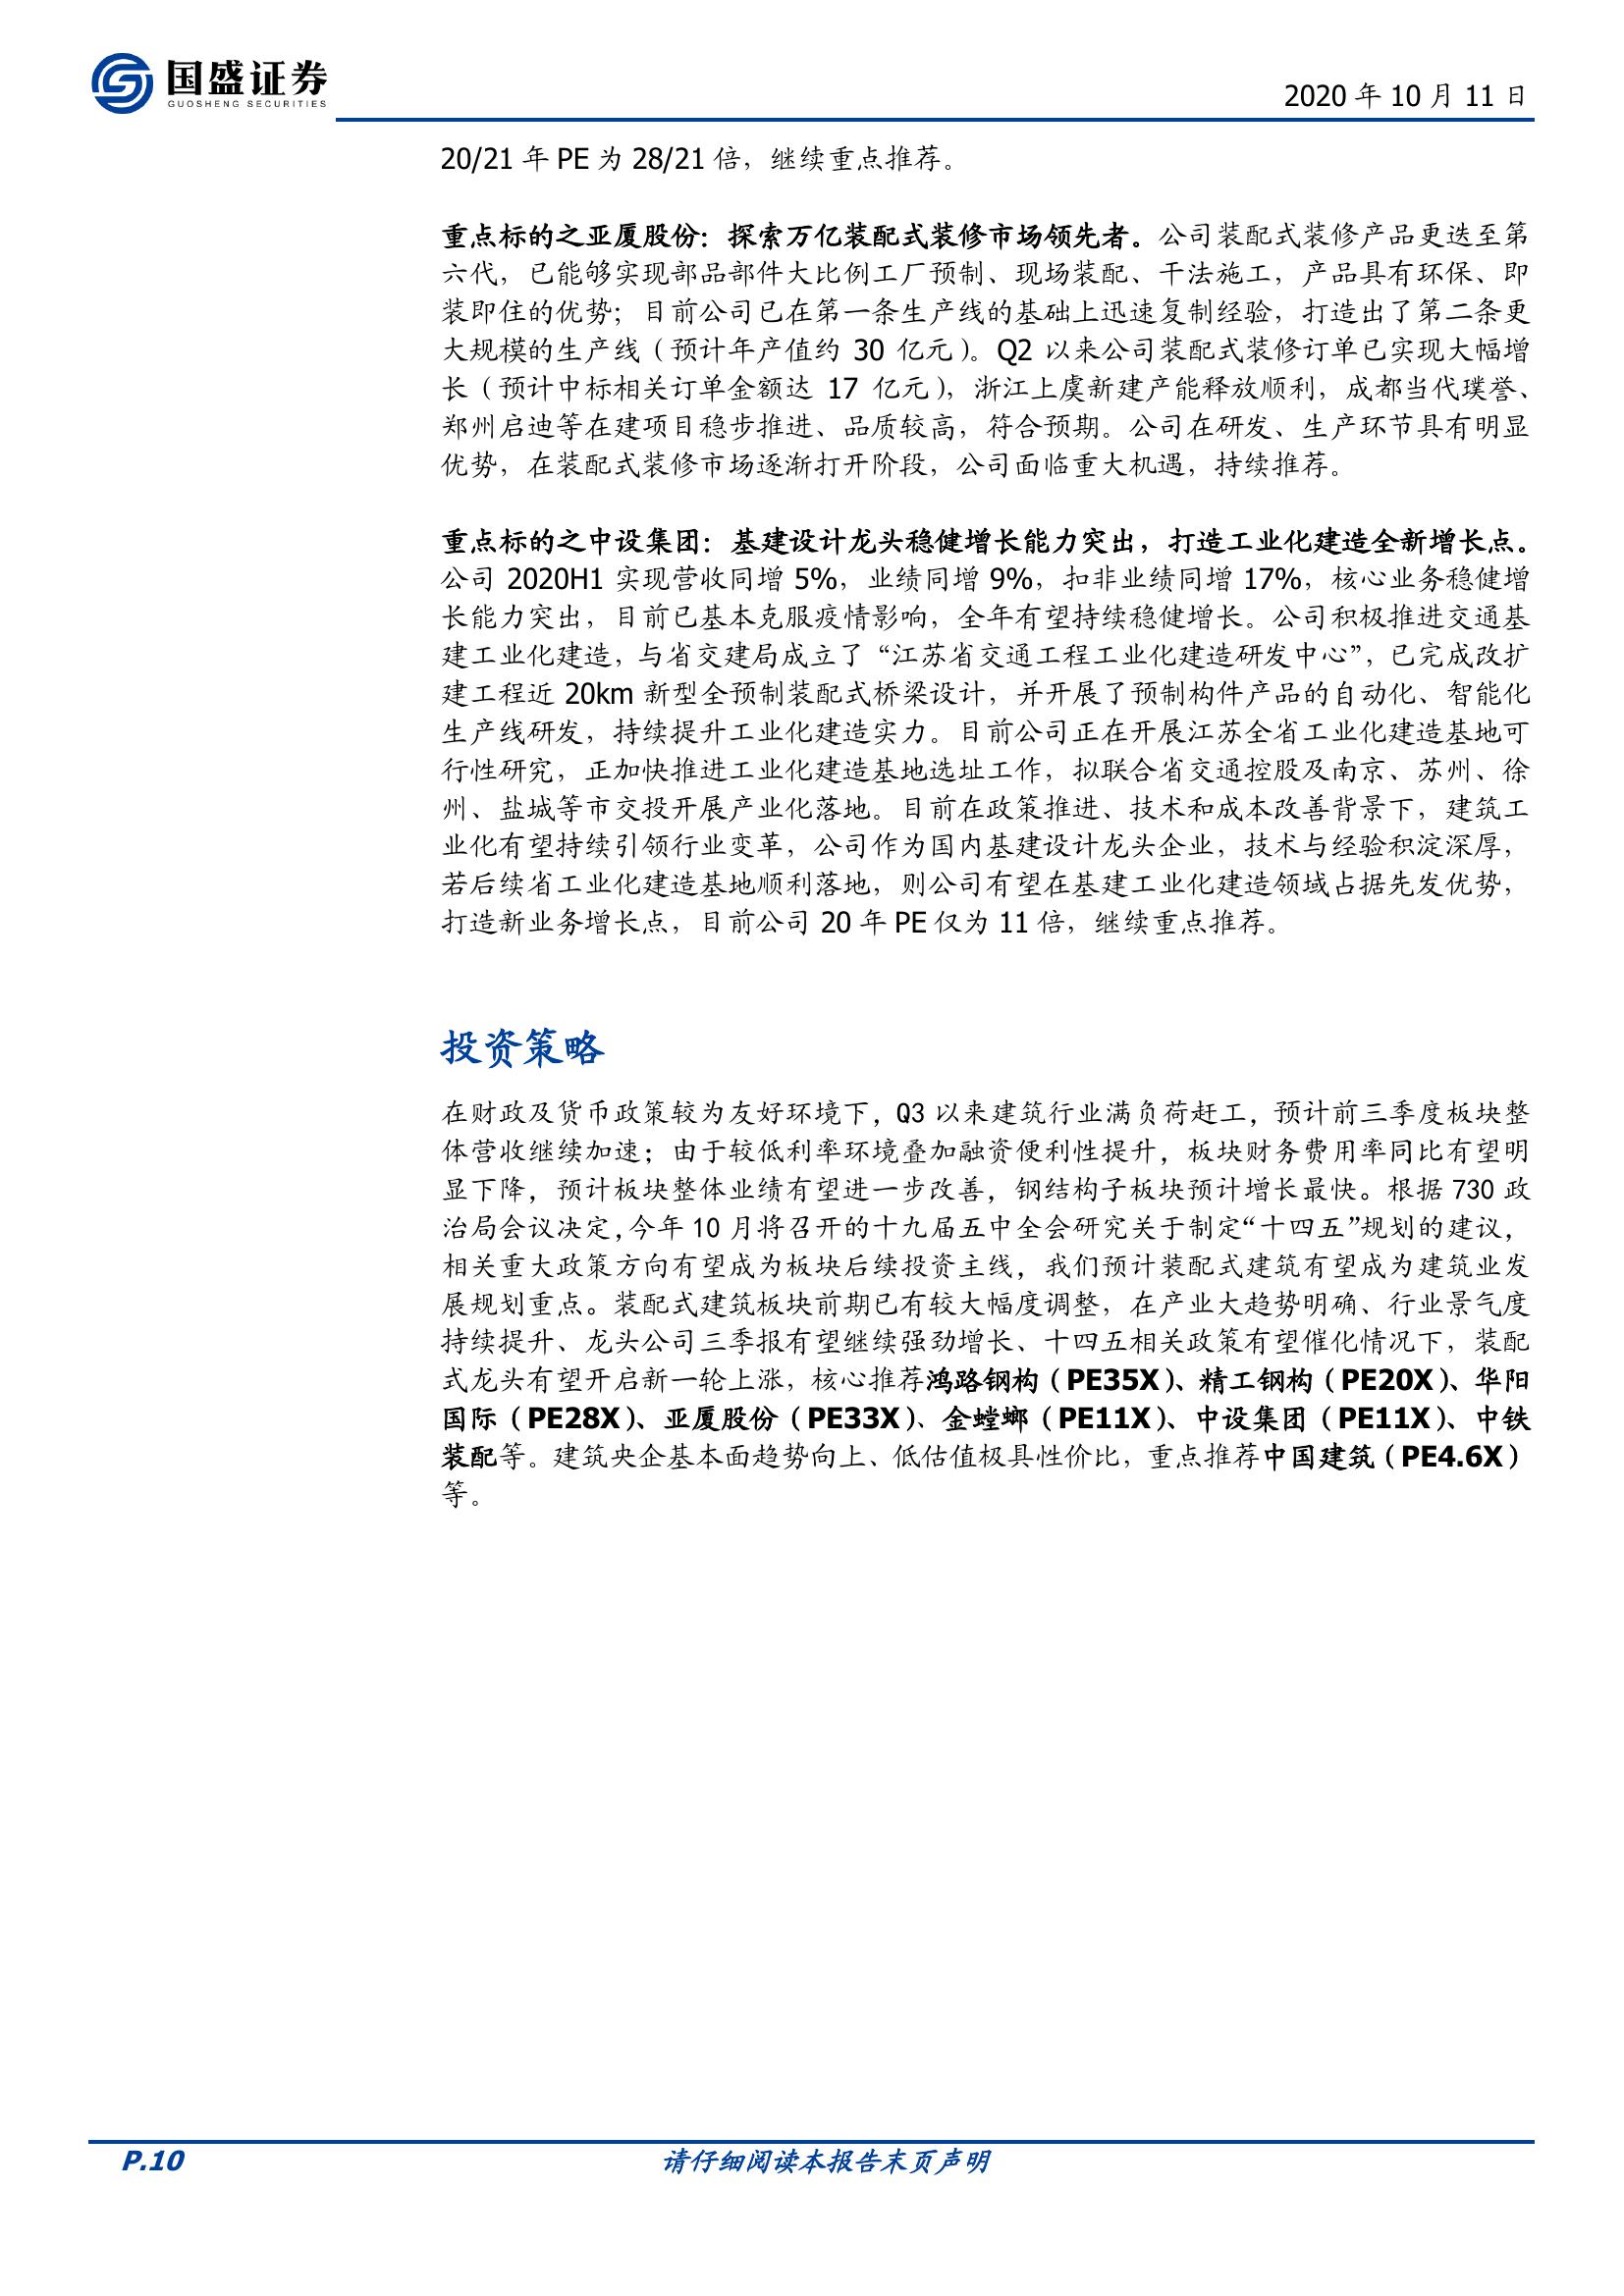 国盛证券
GUOSHENG SECURITIES
2020 年 10 月 11 日
20/21 年 PE 为 28/21 倍，继续重点推荐。
重点标的之亚厦股份：探索万亿装配式装修市场领先者。公司装配式装修产品更迭至第
六代，已能够实现部品部件大比例工厂预制、现场装配、干法施工，产品具有环保、即
装即住的优势；目前公司已在第一条生产线的基础上迅速复制经验，打造出了第二条更
大规模的生产线（预计年产值约 30 亿元）。Q2 以来公司装配式装修订单已实现大幅增
长（预计中标相关订单金额达 17 亿元），浙江上虞新建产能释放顺利，成都当代璞誉、
郑州启迪等在建项目稳步推进、品质较高，符合预期。公司在研发、生产环节具有明显
优势，在装配式装修市场逐渐打开阶段，公司面临重大机遇，持续推荐。
重点标的之中设集团：基建设计龙头稳健增长能力突出，打造工业化建造全新增长点。
公司 2020H1 实现营收同增 5%，业绩同增 9%，扣非业绩同增 17%，核心业务稳健增
长能力突出，目前已基本克服疫情影响，全年有望持续稳健增长。公司积极推进交通基
建工业化建造，与省交建局成立了“江苏省交通工程工业化建造研发中心”，已完成改扩
建工程近 20km 新型全预制装配式桥梁设计，并开展了预制构件产品的自动化、智能化
生产线研发，持续提升工业化建造实力。目前公司正在开展江苏全省工业化建造基地可
行性研究，正加快推进工业化建造基地选址工作，拟联合省交通控股及南京、苏州、徐
州、盐城等市交投开展产业化落地。目前在政策推进、技术和成本改善背景下，建筑工
业化有望持续引领行业变革，公司作为国内基建设计龙头企业，技术与经验积淀深厚，
若后续省工业化建造基地顺利落地，则公司有望在基建工业化建造领域占据先发优势，
打造新业务增长点，目前公司 20 年 PE 仅为 11 倍，继续重点推荐。
投资策略
在财政及货币政策较为友好环境下，Q3 以来建筑行业满负荷赶工，预计前三季度板块整
体营收继续加速；由于较低利率环境叠加融资便利性提升，板块财务费用率同比有望明
显下降，预计板块整体业绩有望进一步改善，钢结构子板块预计增长最快。根据 730 政
治局会议决定，今年 10 月将召开的十九届五中全会研究关于制定“十四五”规划的建议，
相关重大政策方向有望成为板块后续投资主线，我们预计装配式建筑有望成为建筑业发
展规划重点。装配式建筑板块前期已有较大幅度调整，在产业大趋势明确、行业景气度
持续提升、龙头公司三季报有望继续强劲增长、十四五相关政策有望催化情况下，装配
式龙头有望开启新一轮上涨，核心推荐鸿路钢构（PE35X）、精工钢构（PE20X）、华阳
国际（PE28X）、亚厦股份（PE33X）、金螳螂（PE11X）、中设集团（PE11X）、中铁
装配等。建筑央企基本面趋势向上、低估值极具性价比，重点推荐中国建筑（PE4.6X）
等。
P.10
请仔细阅读本报告末页声明